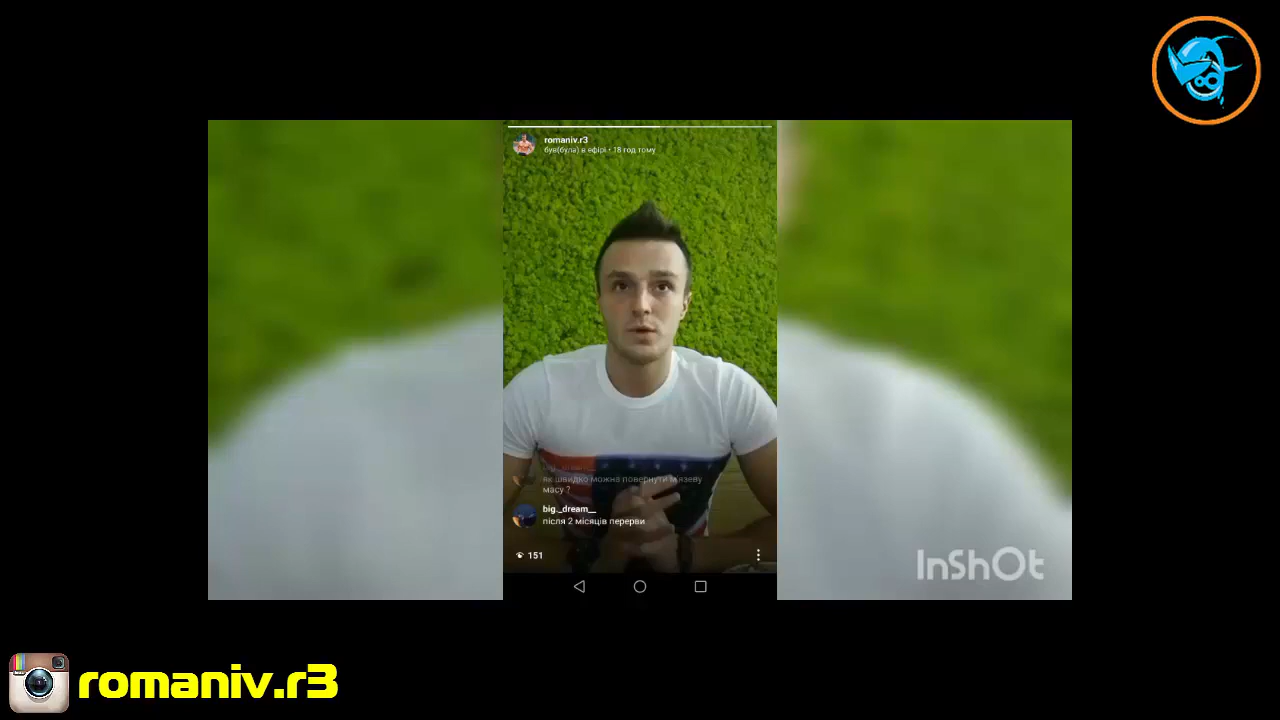 romaniv.r3
був(була) в ефірі • 18 год тому
як швидко можна повернути м'язеву
масу ?
big._dream__
після 2 місяців перерви
151
InShOt
romaniv.r3